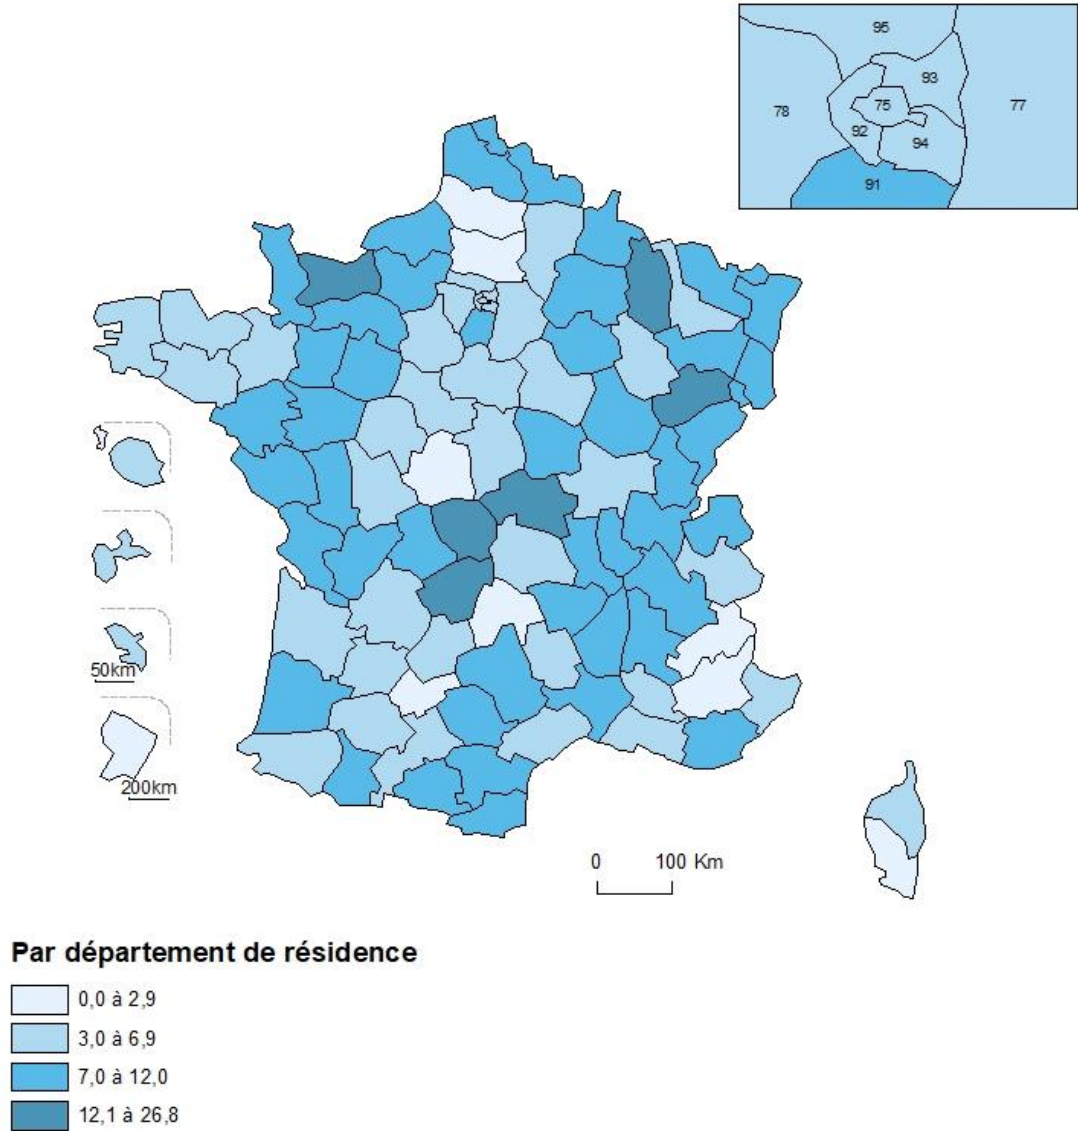 95
93
78
75
77
92
94
91
50km
200km
0 100 Km
Par département de résidence
0,0 à 2,9
3,0 à 6,9
7,0 à 12,0
12,1 à 26,8